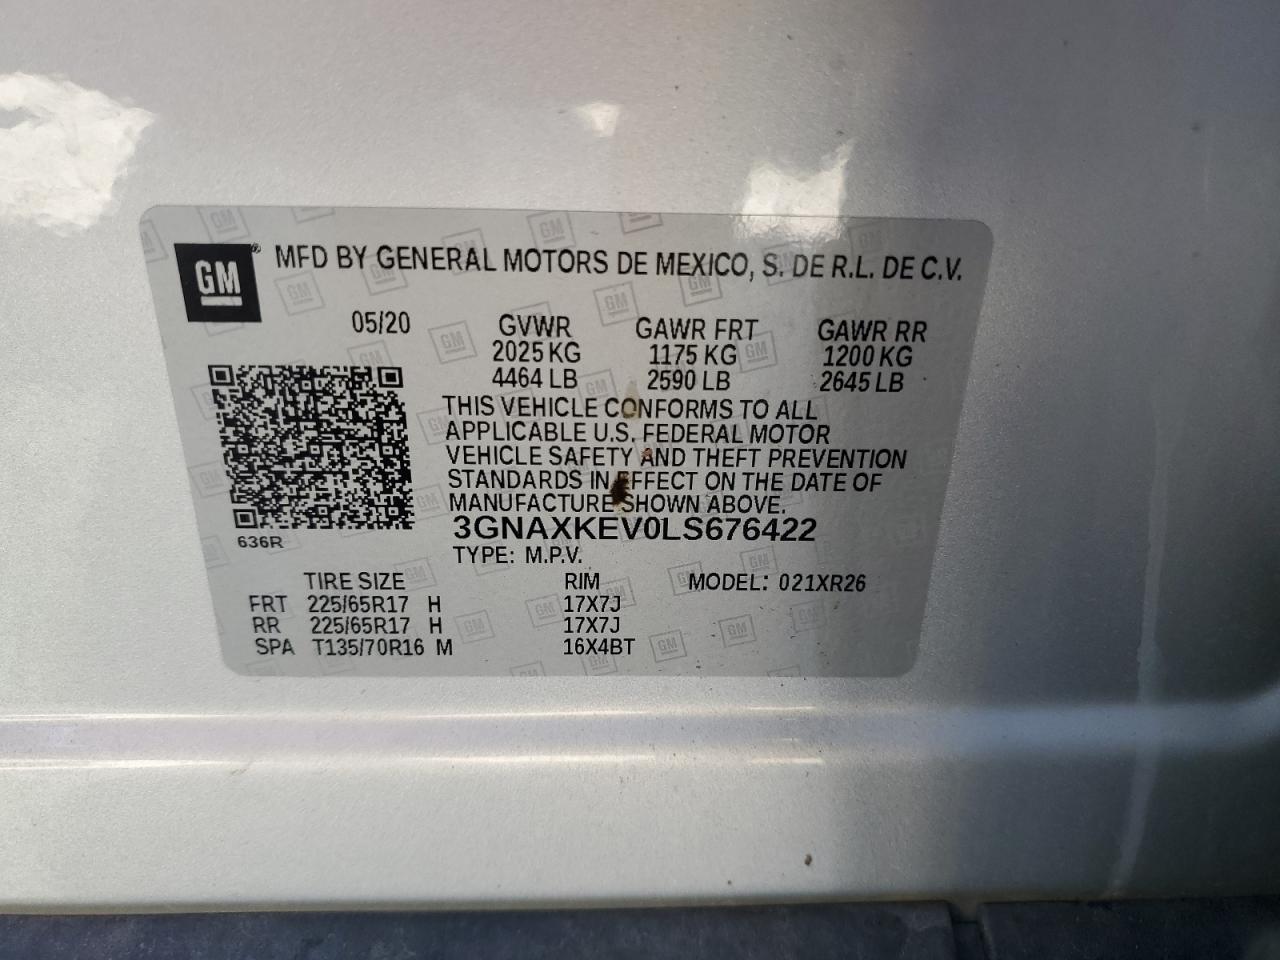 GM® MFD BY GENERAL MOTORS DE MEXICO, S. DE R.L. DE C.V.
05/20 GVWR GAWR FRT GAWR RR
2025 KG 1175 KG 1200 KG
4464 LB 2590 LB 2645 LB
THIS VEHICLE CONFORMS TO ALL
APPLICABLE U.S. FEDERAL MOTOR
VEHICLE SAFETY AND THEFT PREVENTION
STANDARDS IN EFFECT ON THE DATE OF
MANUFACTURE SHOWN ABOVE.
3GNAXKEV0LS676422
636R
TYPE: M.P.V.
TIRE SIZE RIM MODEL: 021XR26
FRT 225/65R17 H 17X7J
RR 225/65R17 H 17X7J
SPA T135/70R16 M 16X4BT